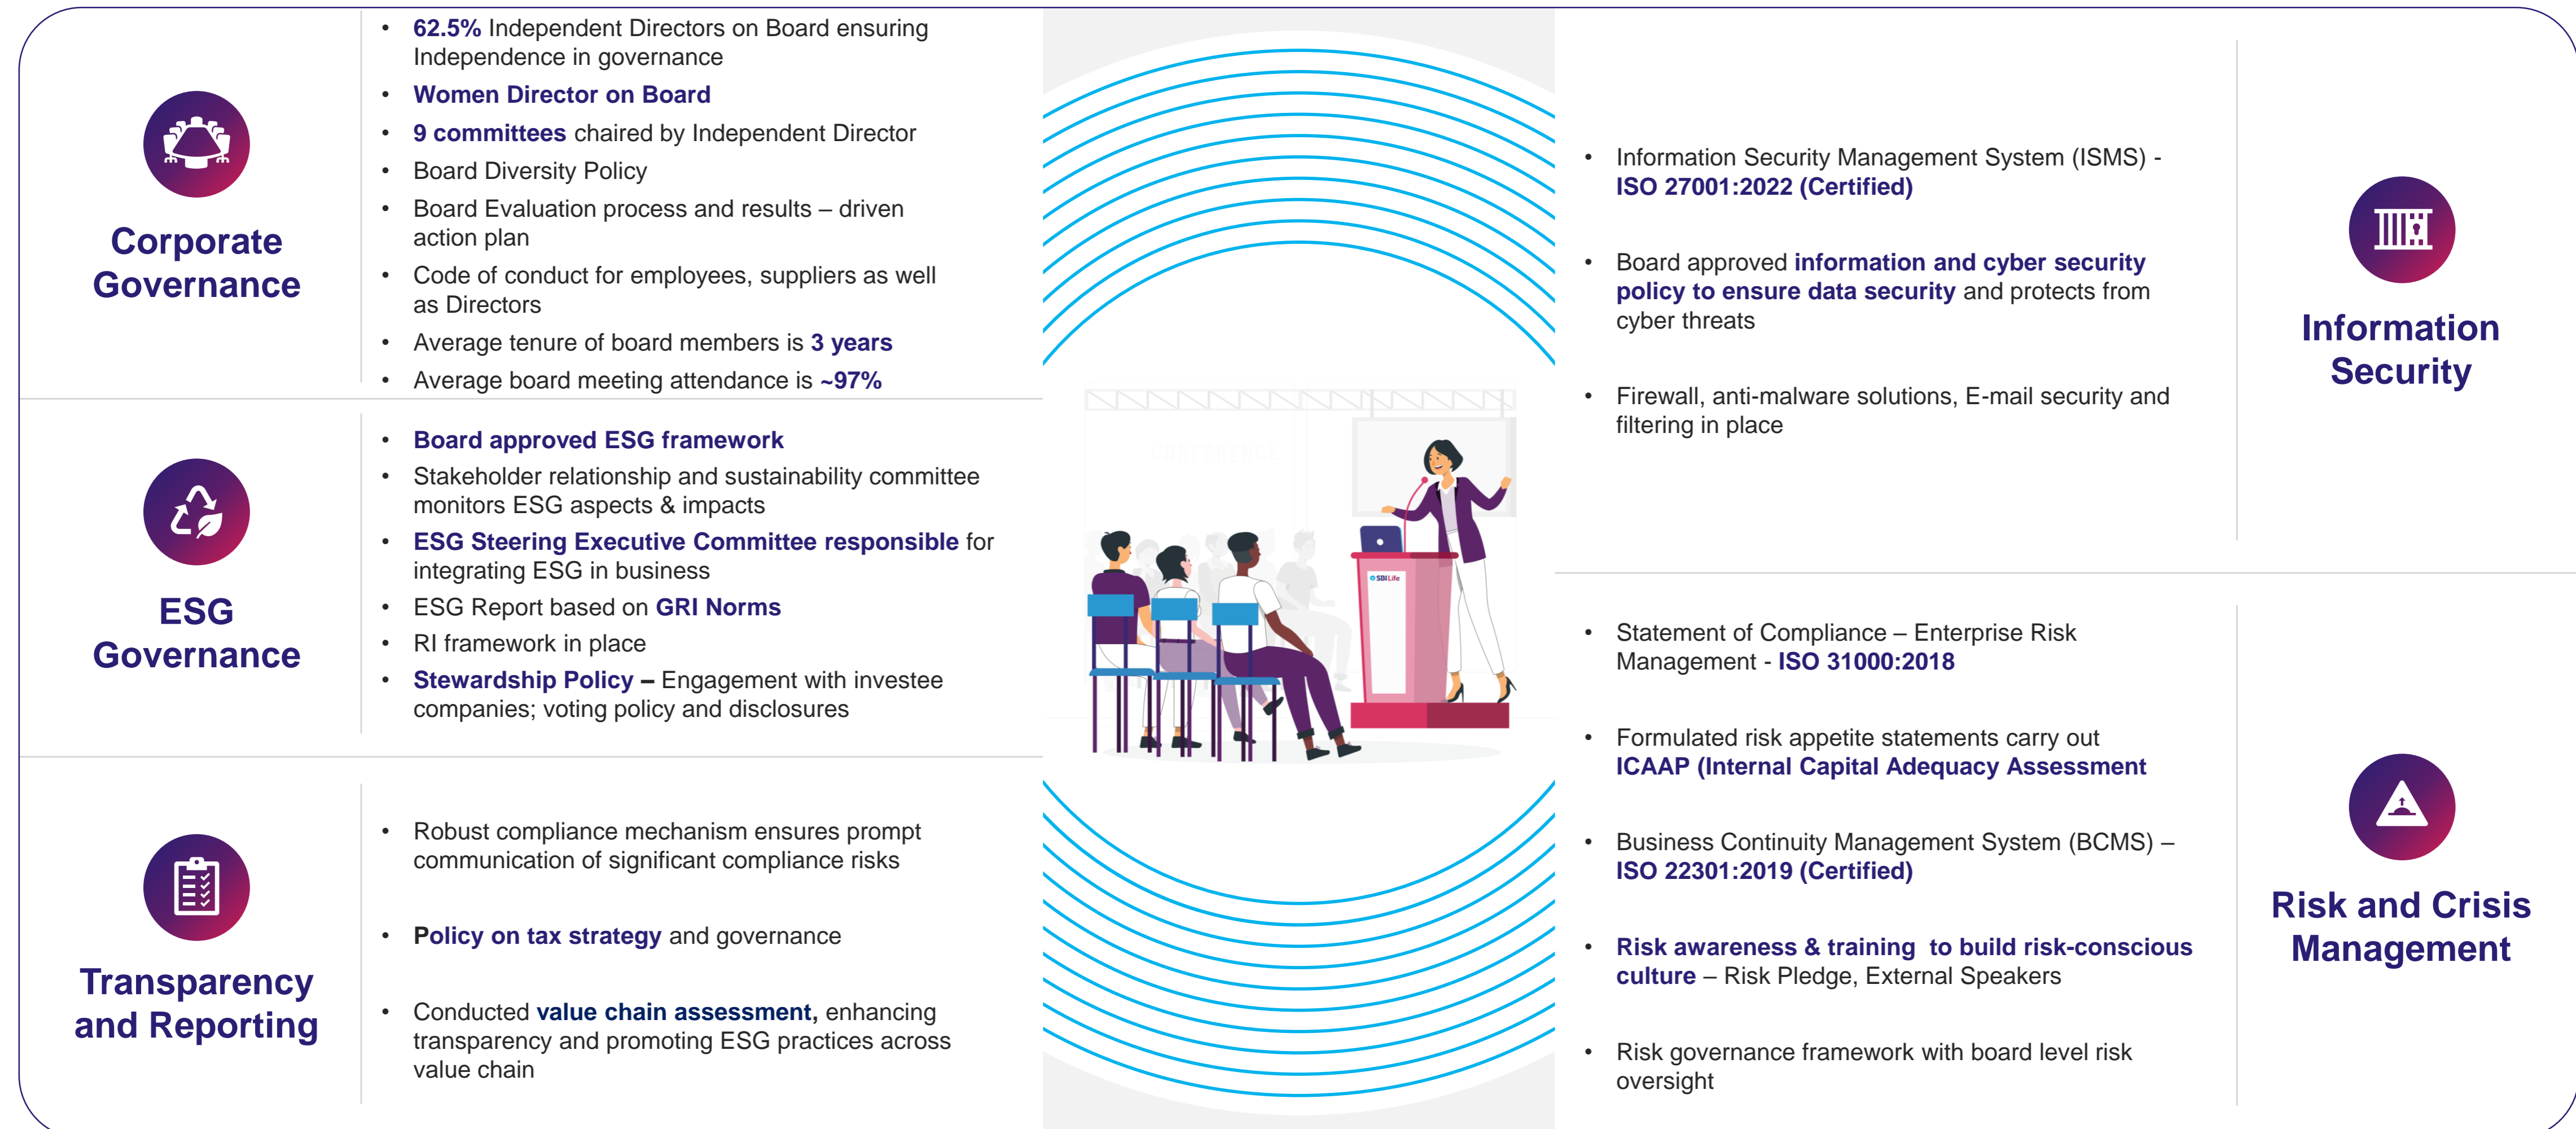 Corporate
Governance
• 62.5% Independent Directors on Board ensuring
Independence in governance
• Women Director on Board
• 9 committees chaired by Independent Director
• Board Diversity Policy
• Board Evaluation process and results – driven
action plan
• Code of conduct for employees, suppliers as well
as Directors
• Average tenure of board members is 3 years
• Average board meeting attendance is ~97%
ESG
Governance
• Board approved ESG framework
• Stakeholder relationship and sustainability committee
monitors ESG aspects & impacts
• ESG Steering Executive Committee responsible for
integrating ESG in business
• ESG Report based on GRI Norms
• RI framework in place
• Stewardship Policy – Engagement with investee
companies; voting policy and disclosures
Transparency
and Reporting
• Robust compliance mechanism ensures prompt
communication of significant compliance risks
• Policy on tax strategy and governance
• Conducted value chain assessment, enhancing
transparency and promoting ESG practices across
value chain
CONFERENCE
SBI Life
• Information Security Management System (ISMS) -
ISO 27001:2022 (Certified)
• Board approved information and cyber security
policy to ensure data security and protects from
cyber threats
• Firewall, anti-malware solutions, E-mail security and
filtering in place
Information
Security
• Statement of Compliance – Enterprise Risk
Management - ISO 31000:2018
• Formulated risk appetite statements carry out
ICAAP (Internal Capital Adequacy Assessment
• Business Continuity Management System (BCMS) –
ISO 22301:2019 (Certified)
• Risk awareness & training  to build risk-conscious
culture – Risk Pledge, External Speakers
• Risk governance framework with board level risk
oversight
Risk and Crisis
Management